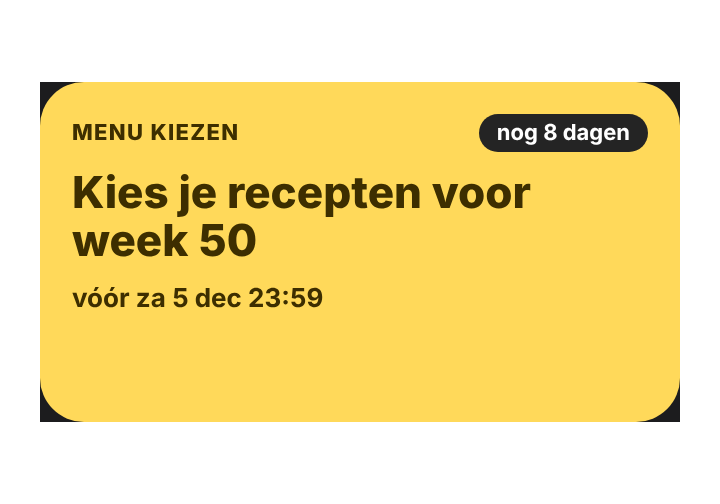 MENU KIEZEN
nog 8 dagen
Kies je recepten voor
week 50
vóór za 5 dec 23:59